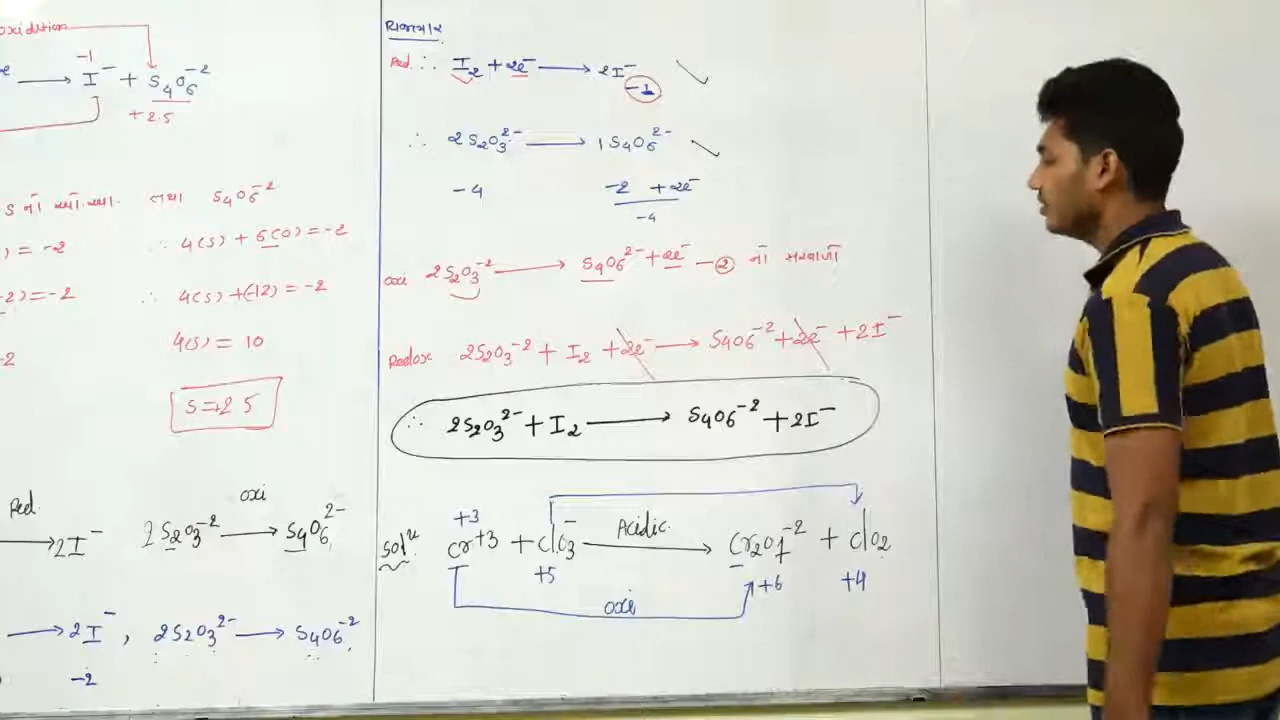 oxidation
-1
⟶ I⁻ + S₄O₆⁻²
+2.5
S નો ઓ.આં. તથા S₄O₆⁻²
) = -2 ∴ 4(S) + 6(O) = -2
-2) = -2 ∴ 4(S) + (-12) = -2
-2 4(S) = 10
S = +2.5
Red. oxi
⟶ 2I⁻ 2S₂O₃⁻² ⟶ S₄O₆²⁻
⟶ 2I⁻ , 2S₂O₃²⁻ ⟶ S₄O₆⁻²
-2
Red ∴ I₂ + 2e⁻ ⟶ 2I⁻
-1
∴ 2S₂O₃²⁻ ⟶ 1S₄O₆²⁻
-4 -2 +2e⁻
-4
oxi 2S₂O₃⁻² ⟶ S₄O₆²⁻ + 2e⁻ — ② નો સરવાળો
Redox 2S₂O₃⁻² + I₂ + 2e⁻ ⟶ S₄O₆⁻² + 2e⁻ + 2I⁻
∴ 2S₂O₃²⁻ + I₂ ⟶ S₄O₆⁻² + 2I⁻
+3
Solⁿ Cr⁺³ + ClO₃⁻ Acidic ⟶ Cr₂O₇⁻² + ClO₂
+5 +6 +4
oxi